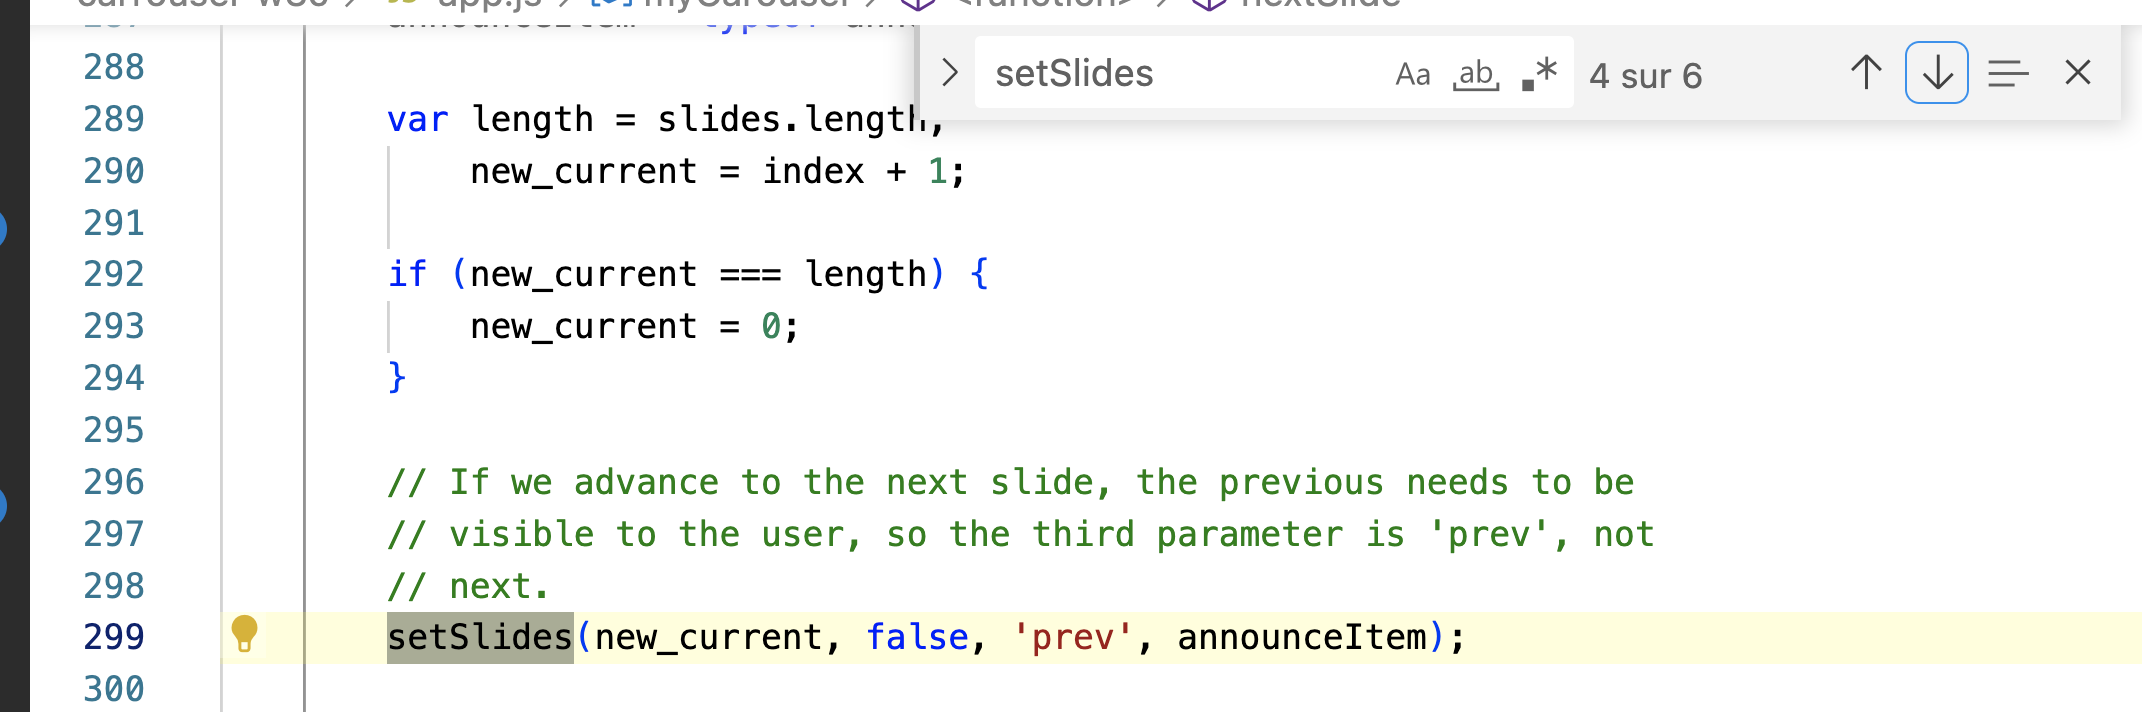 app.js > myCarousel > <function> > nextSlide
setSlides Aa ab * 4 sur 6
288
289 var length = slides.length,
290 new_current = index + 1;
291
292 if (new_current === length) {
293 new_current = 0;
294 }
295
296 // If we advance to the next slide, the previous needs to be
297 // visible to the user, so the third parameter is 'prev', not
298 // next.
299 setSlides(new_current, false, 'prev', announceItem);
300